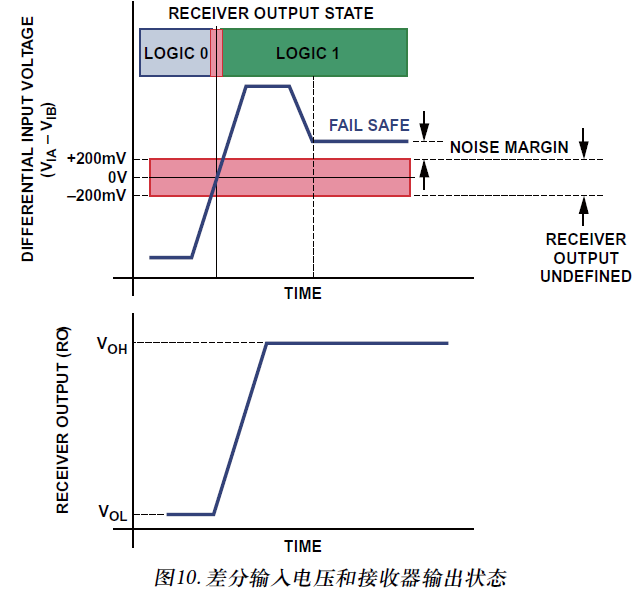 RECEIVER OUTPUT STATE
LOGIC 0
LOGIC 1
DIFFERENTIAL INPUT VOLTAGE
(VIA – VIB)
FAIL SAFE
NOISE MARGIN
+200mV
0V
–200mV
RECEIVER
OUTPUT
UNDEFINED
TIME
RECEIVER OUTPUT (RO)
VOH
VOL
TIME
图10. 差分输入电压和接收器输出状态